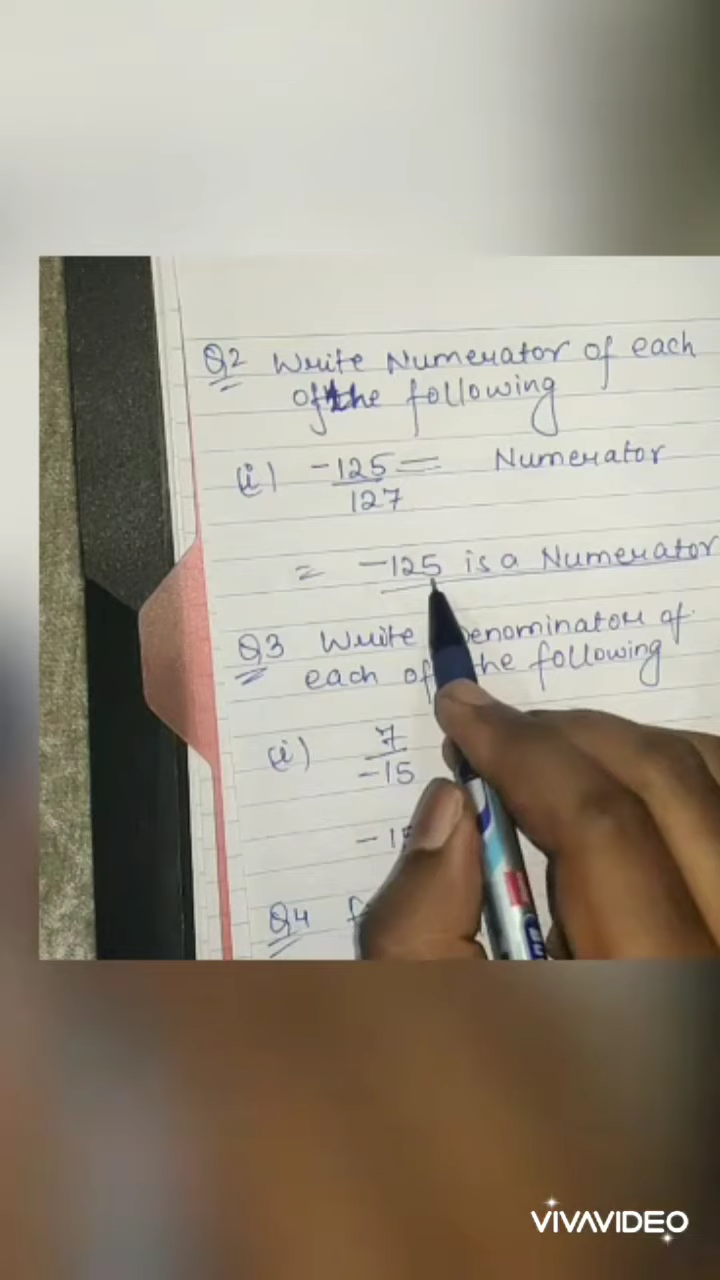 Q2 Write Numerator of each
of the following
(i) -125 = Numerator
127
= -125 is a Numerator
Q3 Write Denominator of
each of the following
(i) 7
-15
Q4
VIVAVIDEO